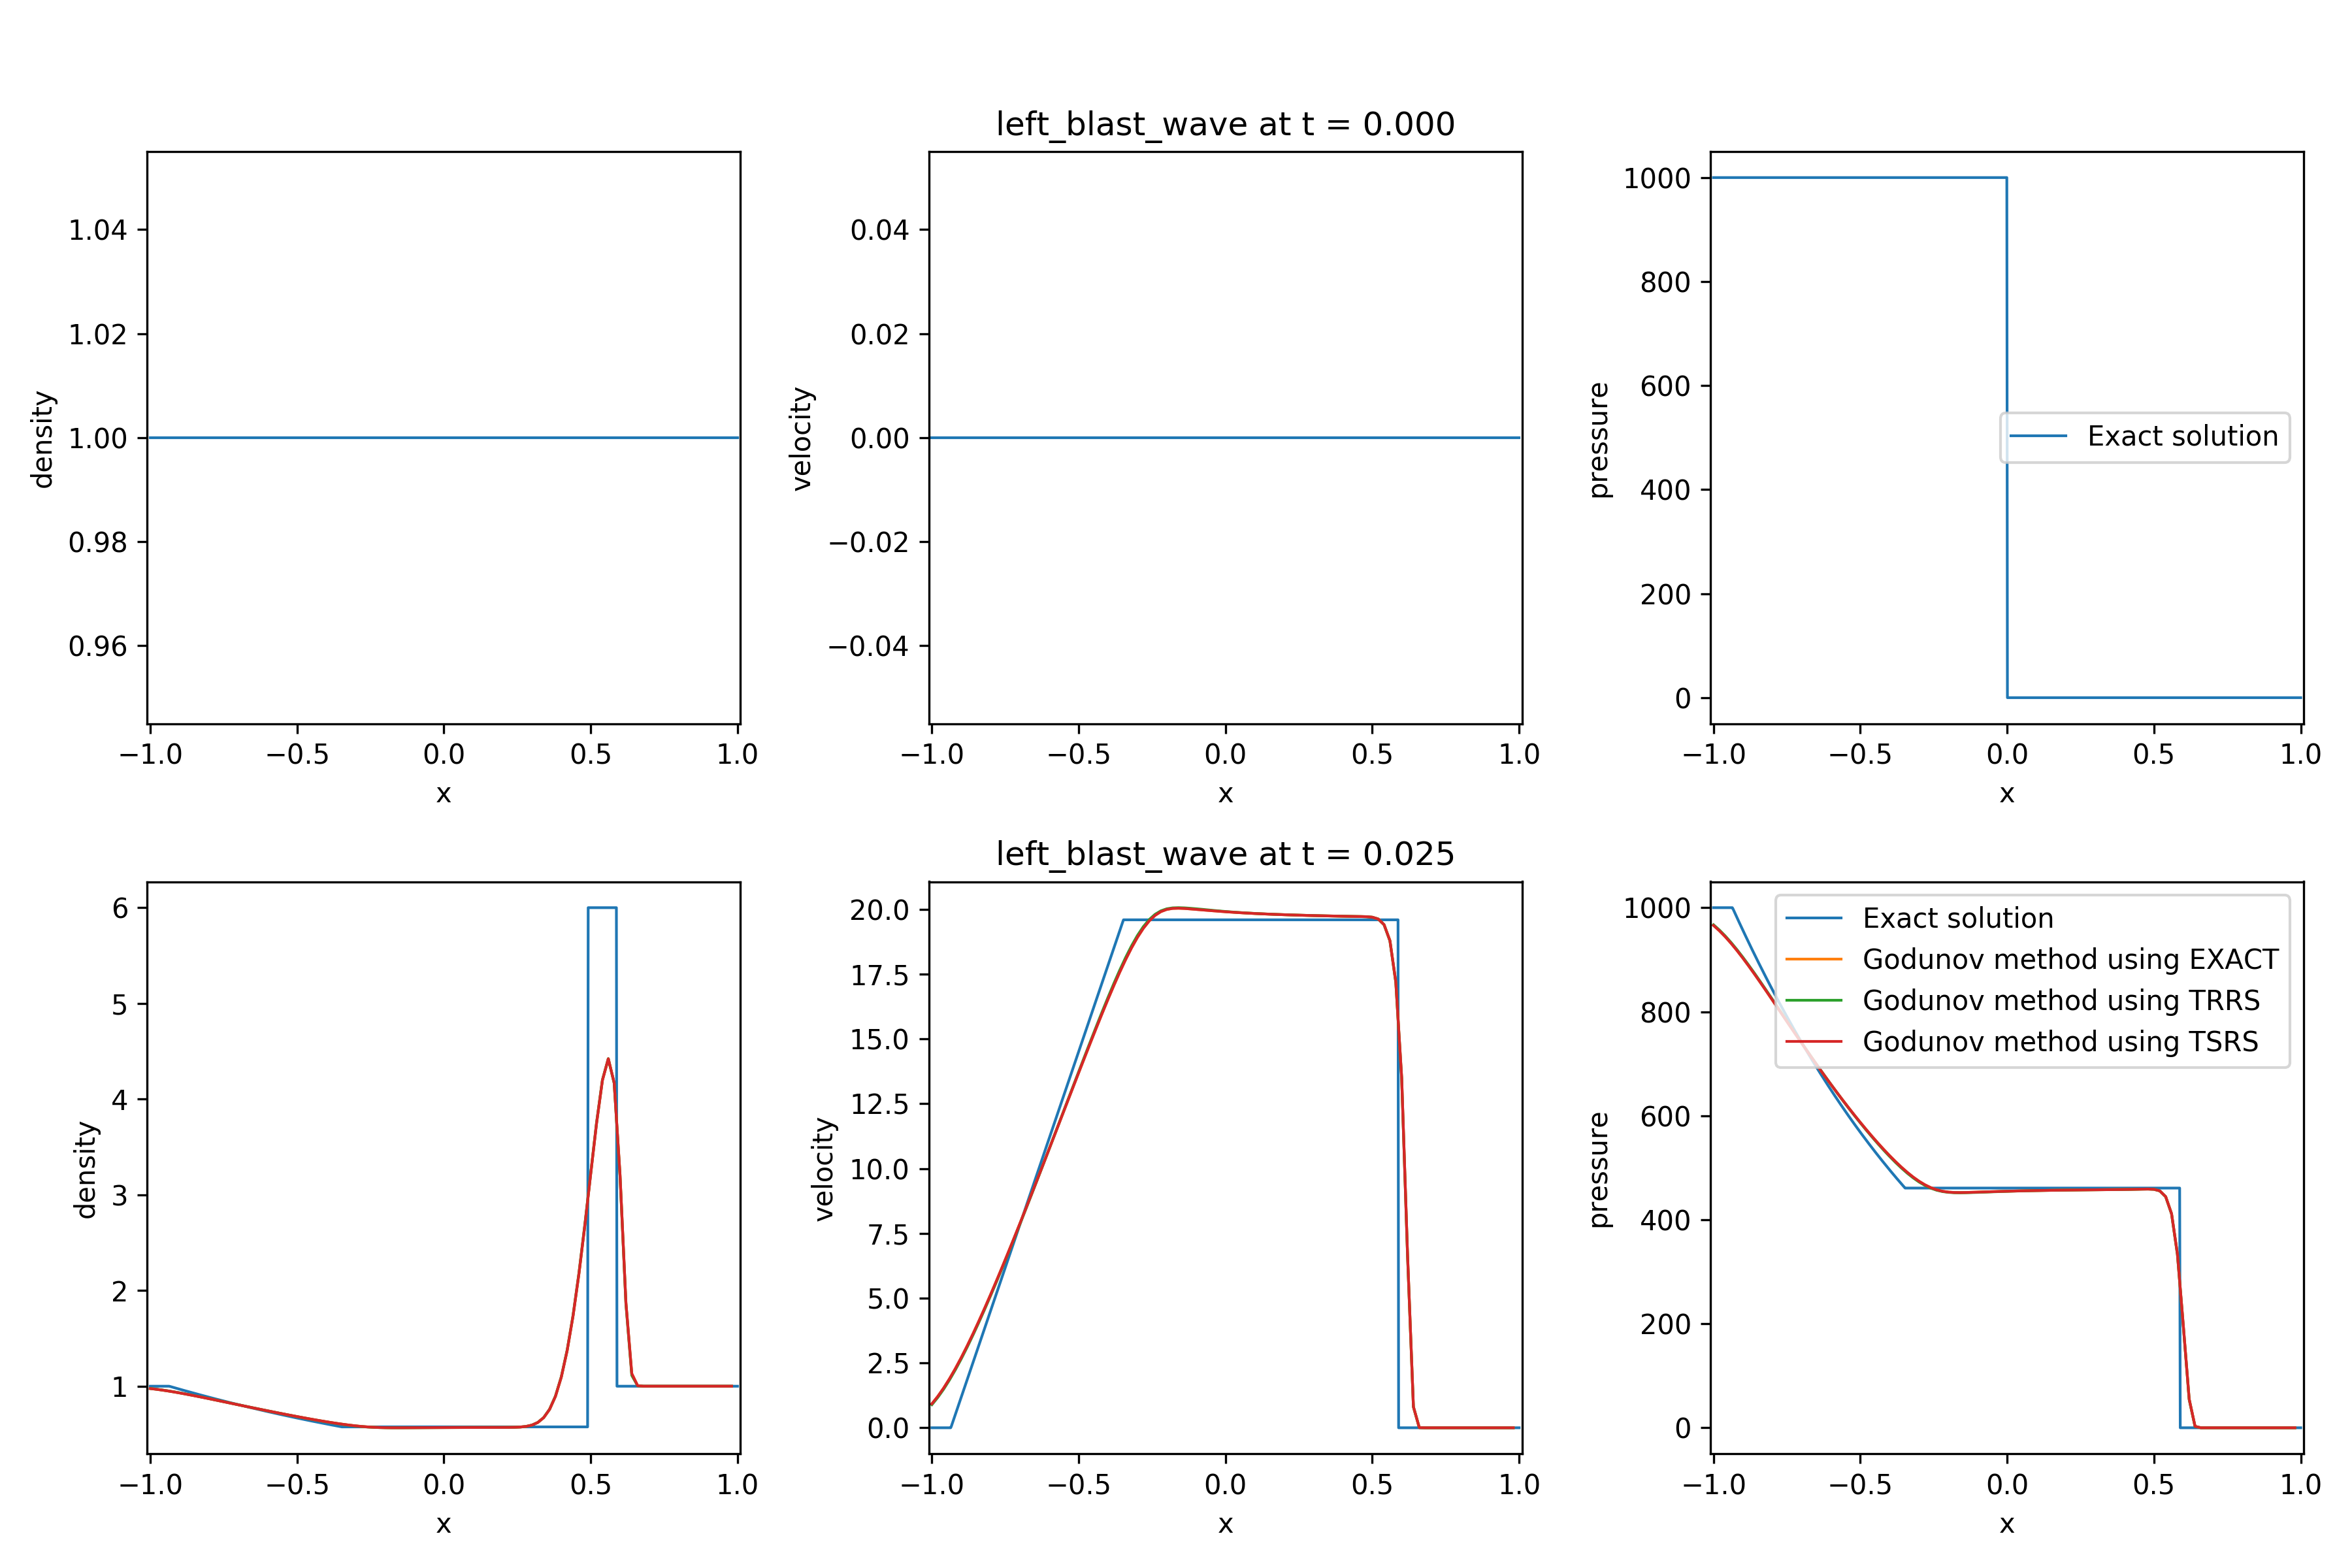 left_blast_wave at t = 0.000
density
1.04
1.02
1.00
0.98
0.96
−1.0 −0.5 0.0 0.5 1.0
x
velocity
0.04
0.02
0.00
−0.02
−0.04
−1.0 −0.5 0.0 0.5 1.0
x
pressure
1000
800
600
400
200
0
Exact solution
−1.0 −0.5 0.0 0.5 1.0
x
left_blast_wave at t = 0.025
density
6
5
4
3
2
1
−1.0 −0.5 0.0 0.5 1.0
x
velocity
20.0
17.5
15.0
12.5
10.0
7.5
5.0
2.5
0.0
−1.0 −0.5 0.0 0.5 1.0
x
pressure
1000
800
600
400
200
0
Exact solution
Godunov method using EXACT
Godunov method using TRRS
Godunov method using TSRS
−1.0 −0.5 0.0 0.5 1.0
x